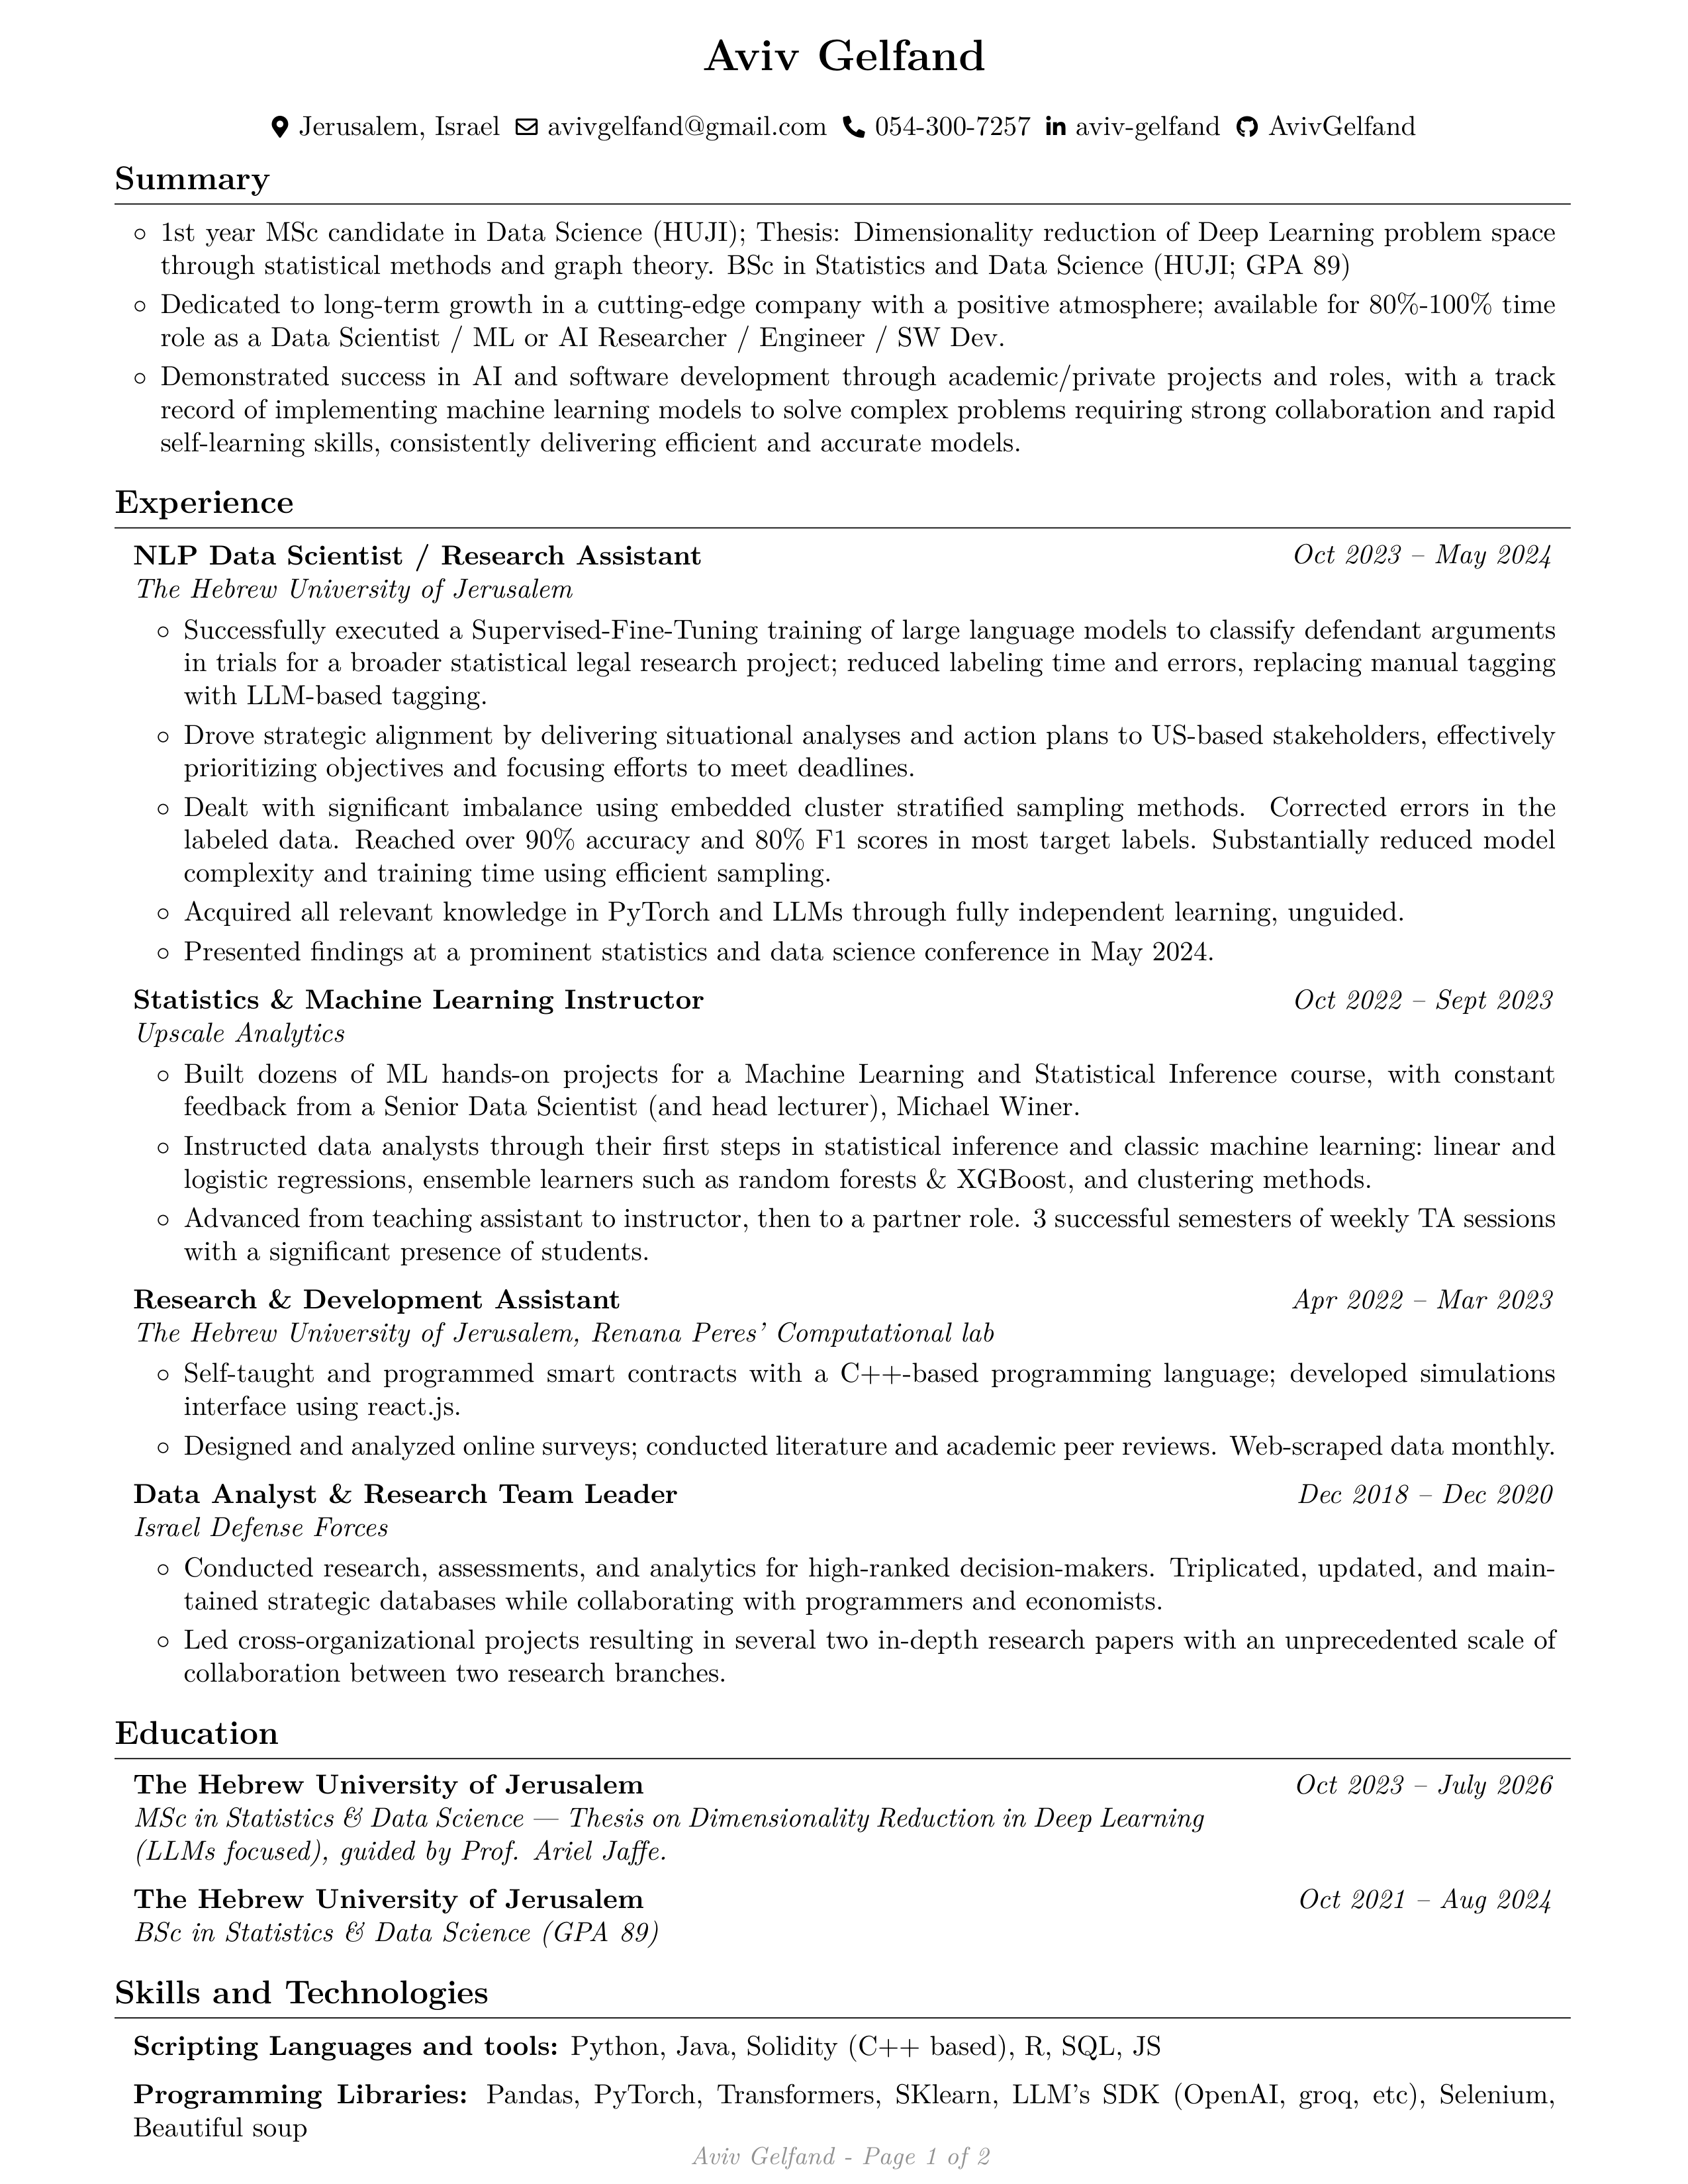 Aviv Gelfand
Jerusalem, Israel avivgelfand@gmail.com 054-300-7257 aviv-gelfand AvivGelfand
Summary
◦ 1st year MSc candidate in Data Science (HUJI); Thesis: Dimensionality reduction of Deep Learning problem space
through statistical methods and graph theory. BSc in Statistics and Data Science (HUJI; GPA 89)
◦ Dedicated to long-term growth in a cutting-edge company with a positive atmosphere; available for 80%-100% time
role as a Data Scientist / ML or AI Researcher / Engineer / SW Dev.
◦ Demonstrated success in AI and software development through academic/private projects and roles, with a track
record of implementing machine learning models to solve complex problems requiring strong collaboration and rapid
self-learning skills, consistently delivering efficient and accurate models.
Experience
NLP Data Scientist / Research Assistant Oct 2023 – May 2024
The Hebrew University of Jerusalem
◦ Successfully executed a Supervised-Fine-Tuning training of large language models to classify defendant arguments
in trials for a broader statistical legal research project; reduced labeling time and errors, replacing manual tagging
with LLM-based tagging.
◦ Drove strategic alignment by delivering situational analyses and action plans to US-based stakeholders, effectively
prioritizing objectives and focusing efforts to meet deadlines.
◦ Dealt with significant imbalance using embedded cluster stratified sampling methods. Corrected errors in the
labeled data. Reached over 90% accuracy and 80% F1 scores in most target labels. Substantially reduced model
complexity and training time using efficient sampling.
◦ Acquired all relevant knowledge in PyTorch and LLMs through fully independent learning, unguided.
◦ Presented findings at a prominent statistics and data science conference in May 2024.
Statistics & Machine Learning Instructor Oct 2022 – Sept 2023
Upscale Analytics
◦ Built dozens of ML hands-on projects for a Machine Learning and Statistical Inference course, with constant
feedback from a Senior Data Scientist (and head lecturer), Michael Winer.
◦ Instructed data analysts through their first steps in statistical inference and classic machine learning: linear and
logistic regressions, ensemble learners such as random forests & XGBoost, and clustering methods.
◦ Advanced from teaching assistant to instructor, then to a partner role. 3 successful semesters of weekly TA sessions
with a significant presence of students.
Research & Development Assistant Apr 2022 – Mar 2023
The Hebrew University of Jerusalem, Renana Peres' Computational lab
◦ Self-taught and programmed smart contracts with a C++-based programming language; developed simulations
interface using react.js.
◦ Designed and analyzed online surveys; conducted literature and academic peer reviews. Web-scraped data monthly.
Data Analyst & Research Team Leader Dec 2018 – Dec 2020
Israel Defense Forces
◦ Conducted research, assessments, and analytics for high-ranked decision-makers. Triplicated, updated, and main-
tained strategic databases while collaborating with programmers and economists.
◦ Led cross-organizational projects resulting in several two in-depth research papers with an unprecedented scale of
collaboration between two research branches.
Education
The Hebrew University of Jerusalem Oct 2023 – July 2026
MSc in Statistics & Data Science — Thesis on Dimensionality Reduction in Deep Learning
(LLMs focused), guided by Prof. Ariel Jaffe.
The Hebrew University of Jerusalem Oct 2021 – Aug 2024
BSc in Statistics & Data Science (GPA 89)
Skills and Technologies
Scripting Languages and tools: Python, Java, Solidity (C++ based), R, SQL, JS
Programming Libraries: Pandas, PyTorch, Transformers, SKlearn, LLM's SDK (OpenAI, groq, etc), Selenium,
Beautiful soup
Aviv Gelfand - Page 1 of 2